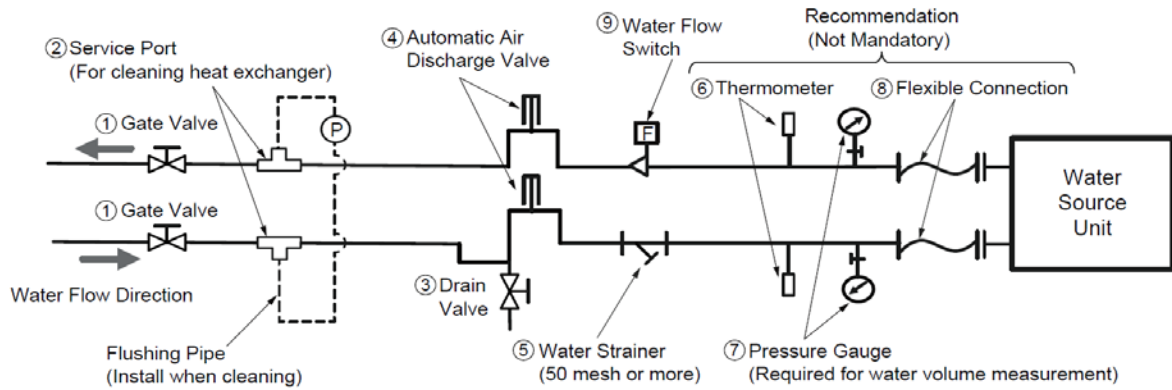 Recommendation
(Not Mandatory)
② Service Port
(For cleaning heat exchanger)
④ Automatic Air
Discharge Valve
⑨ Water Flow
Switch
⑥ Thermometer
⑧ Flexible Connection
① Gate Valve
P
F
Water
Source
Unit
① Gate Valve
Water Flow Direction
③ Drain
Valve
Flushing Pipe
(Install when cleaning)
⑤ Water Strainer
(50 mesh or more)
⑦ Pressure Gauge
(Required for water volume measurement)